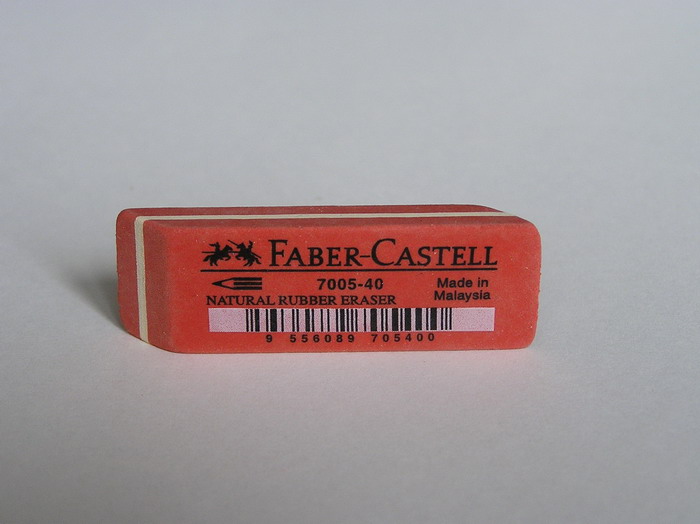 FABER-CASTELL
7005-40
Made in
Malaysia
NATURAL RUBBER ERASER
9 556089 705400